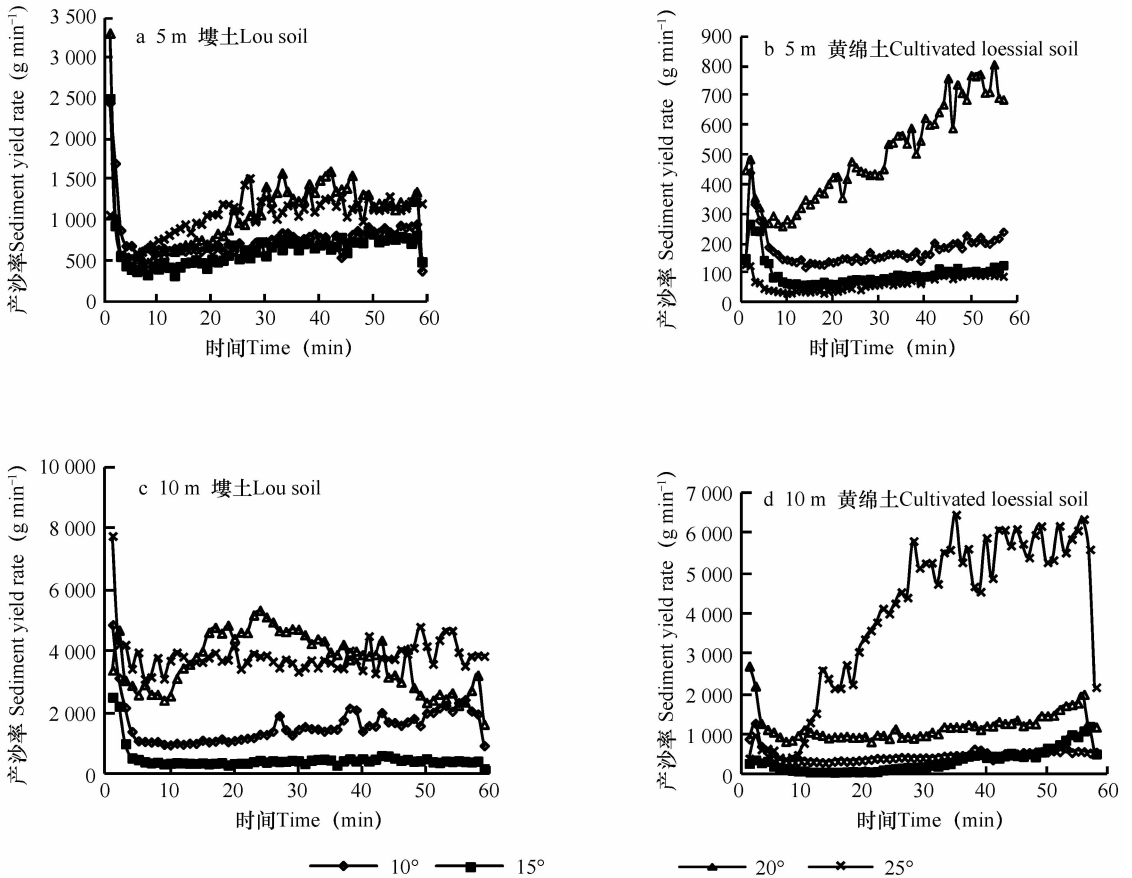 a 5 m 塿土Lou soil
产沙率Sediment yield rate (g min⁻¹)
3 500
3 000
2 500
2 000
1 500
1 000
500
0
0 10 20 30 40 50 60
时间Time (min)
b 5 m 黄绵土Cultivated loessial soil
产沙率 Sediment yield rate (g min⁻¹)
900
800
700
600
500
400
300
200
100
0
0 10 20 30 40 50 60
时间Time (min)
c 10 m 塿土Lou soil
产沙率 Sediment yield rate (g min⁻¹)
10 000
8 000
6 000
4 000
2 000
0
0 10 20 30 40 50 60
时间Time (min)
d 10 m 黄绵土Cultivated loessial soil
产沙率 Sediment yield rate (g min⁻¹)
7 000
6 000
5 000
4 000
3 000
2 000
1 000
0
0 10 20 30 40 50 60
时间Time (min)
10° 15° 20° 25°